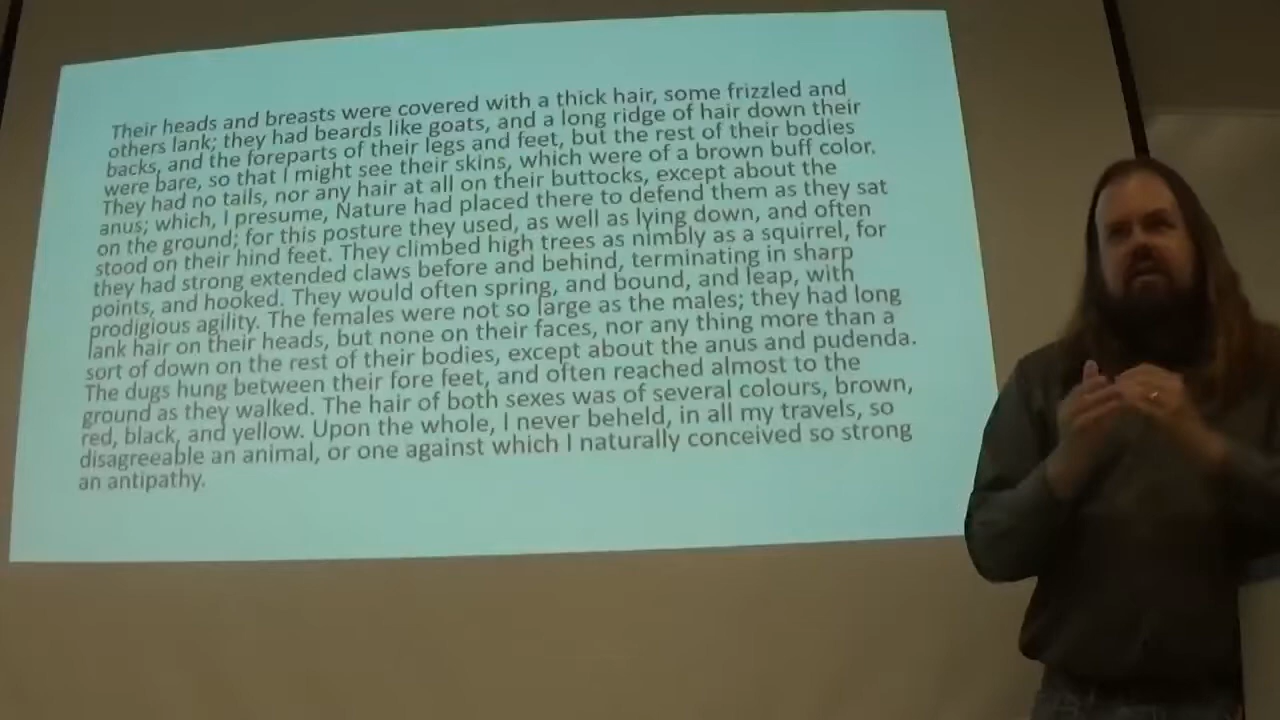 Their heads and breasts were covered with a thick hair, some frizzled and
others lank; they had beards like goats, and a long ridge of hair down their
backs, and the foreparts of their legs and feet, but the rest of their bodies
were bare, so that I might see their skins, which were of a brown buff color.
They had no tails, nor any hair at all on their buttocks, except about the
anus; which, I presume, Nature had placed there to defend them as they sat
on the ground; for this posture they used, as well as lying down, and often
stood on their hind feet. They climbed high trees as nimbly as a squirrel, for
they had strong extended claws before and behind, terminating in sharp
points, and hooked. They would often spring, and bound, and leap, with
prodigious agility. The females were not so large as the males; they had long
lank hair on their heads, but none on their faces, nor any thing more than a
sort of down on the rest of their bodies, except about the anus and pudenda.
The dugs hung between their fore feet, and often reached almost to the
ground as they walked. The hair of both sexes was of several colours, brown,
red, black, and yellow. Upon the whole, I never beheld, in all my travels, so
disagreeable an animal, or one against which I naturally conceived so strong
an antipathy.